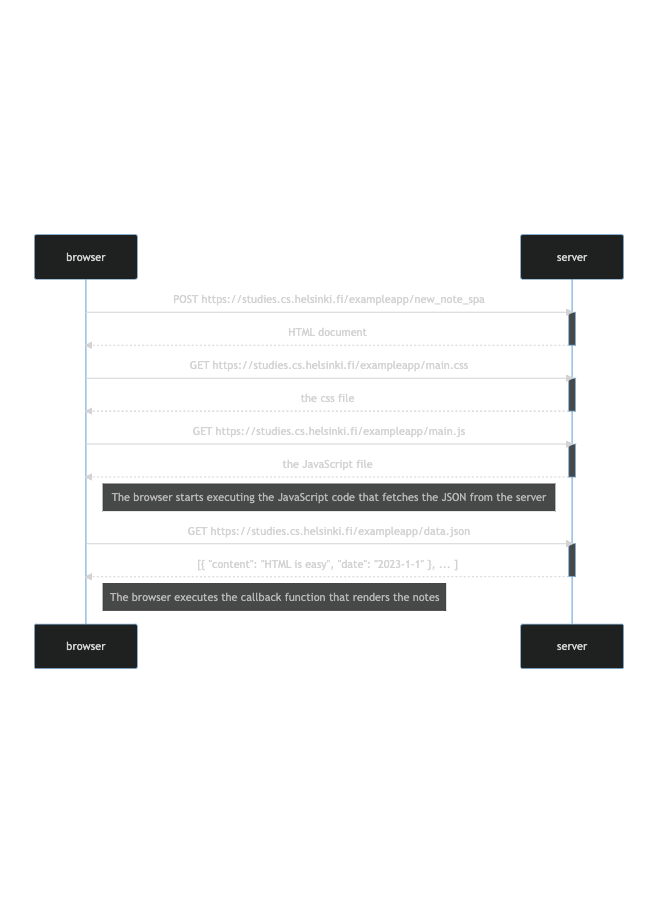 browser
server
POST https://studies.cs.helsinki.fi/exampleapp/new_note_spa
HTML document
GET https://studies.cs.helsinki.fi/exampleapp/main.css
the css file
GET https://studies.cs.helsinki.fi/exampleapp/main.js
the JavaScript file
The browser starts executing the JavaScript code that fetches the JSON from the server
GET https://studies.cs.helsinki.fi/exampleapp/data.json
[{ "content": "HTML is easy", "date": "2023-1-1" }, ... ]
The browser executes the callback function that renders the notes
browser
server